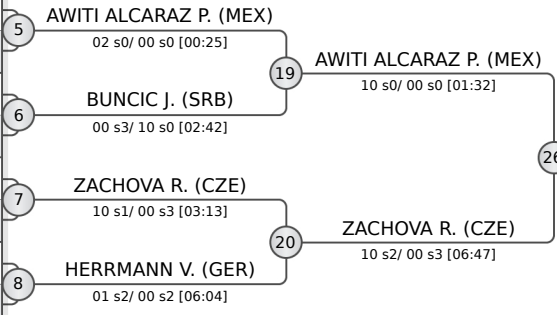 5
AWITI ALCARAZ P. (MEX)
02 s0/ 00 s0 [00:25]
19
AWITI ALCARAZ P. (MEX)
10 s0/ 00 s0 [01:32]
6
BUNCIC J. (SRB)
00 s3/ 10 s0 [02:42]
26
7
ZACHOVA R. (CZE)
10 s1/ 00 s3 [03:13]
20
ZACHOVA R. (CZE)
10 s2/ 00 s3 [06:47]
8
HERRMANN V. (GER)
01 s2/ 00 s2 [06:04]